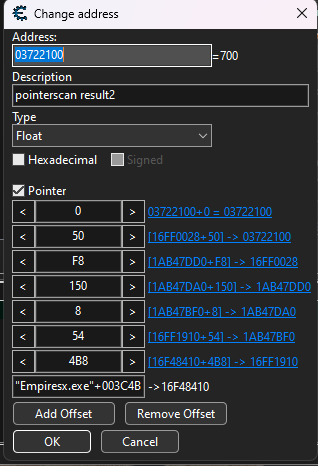 Change address
Address:
03722100 =700
Description
pointerscan result2
Type
Float
Hexadecimal Signed
Pointer
< 0 > 03722100+0 = 03722100
< 50 > [16FF0028+50] -> 03722100
< F8 > [1AB47DD0+F8] -> 16FF0028
< 150 > [1AB47DA0+150] -> 1AB47DD0
< 8 > [1AB47BF0+8] -> 1AB47DA0
< 54 > [16FF1910+54] -> 1AB47BF0
< 4B8 > [16F48410+4B8] -> 16FF1910
"Empiresx.exe"+003C4B ->16F48410
Add Offset Remove Offset
OK Cancel